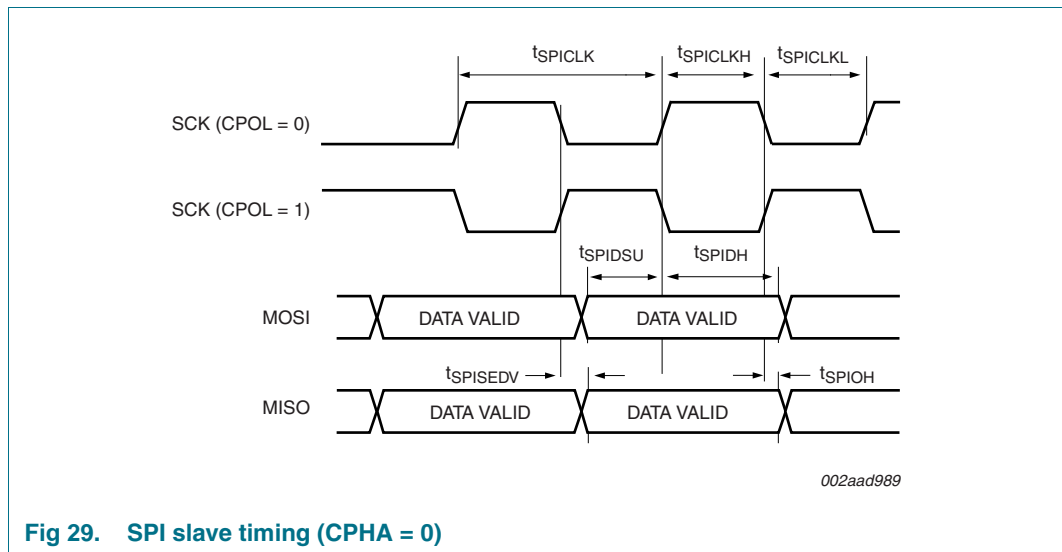 tSPICLK tSPICLKH tSPICLKL
SCK (CPOL = 0)
SCK (CPOL = 1)
tSPIDSU tSPIDH
MOSI DATA VALID DATA VALID
tSPISEDV tSPIOH
MISO DATA VALID DATA VALID
002aad989
Fig 29. SPI slave timing (CPHA = 0)